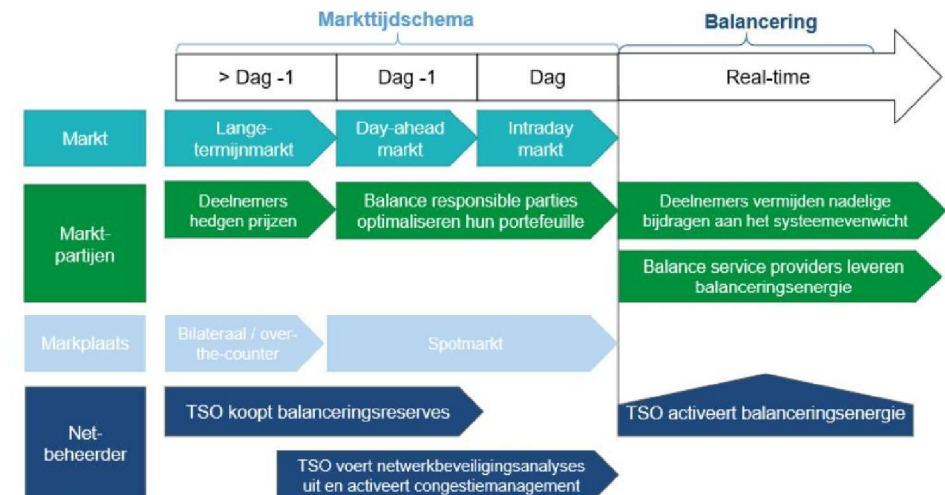 Markttijdschema
Balancering
> Dag -1
Dag -1
Dag
Real-time
Markt
Lange-
termijnmarkt
Day-ahead
markt
Intraday
markt
Markt-
partijen
Deelnemers
hedgen prijzen
Balance responsible parties
optimaliseren hun portefeuille
Deelnemers vermijden nadelige
bijdragen aan het systeemevenwicht
Balance service providers leveren
balanceringsenergie
Markplaats
Bilateraal / over-
the-counter
Spotmarkt
Net-
beheerder
TSO koopt balanceringsreserves
TSO activeert balanceringsenergie
TSO voert netwerkbeveiligingsanalyses
uit en activeert congestiemanagement